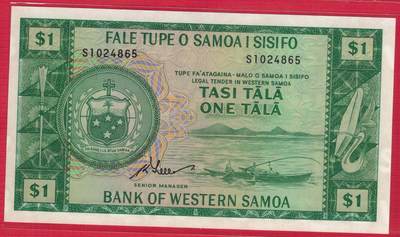 $1 FALE TUPE O SAMOA I SISIFO $1
S1024865 S1024865
TUPE FA'ATAGAINA - MALO O SAMOA I SISIFO
LEGAL TENDER IN WESTERN SAMOA
TASI TĀLĀ
ONE TĀLĀ
SENIOR MANAGER
$1 BANK OF WESTERN SAMOA $1